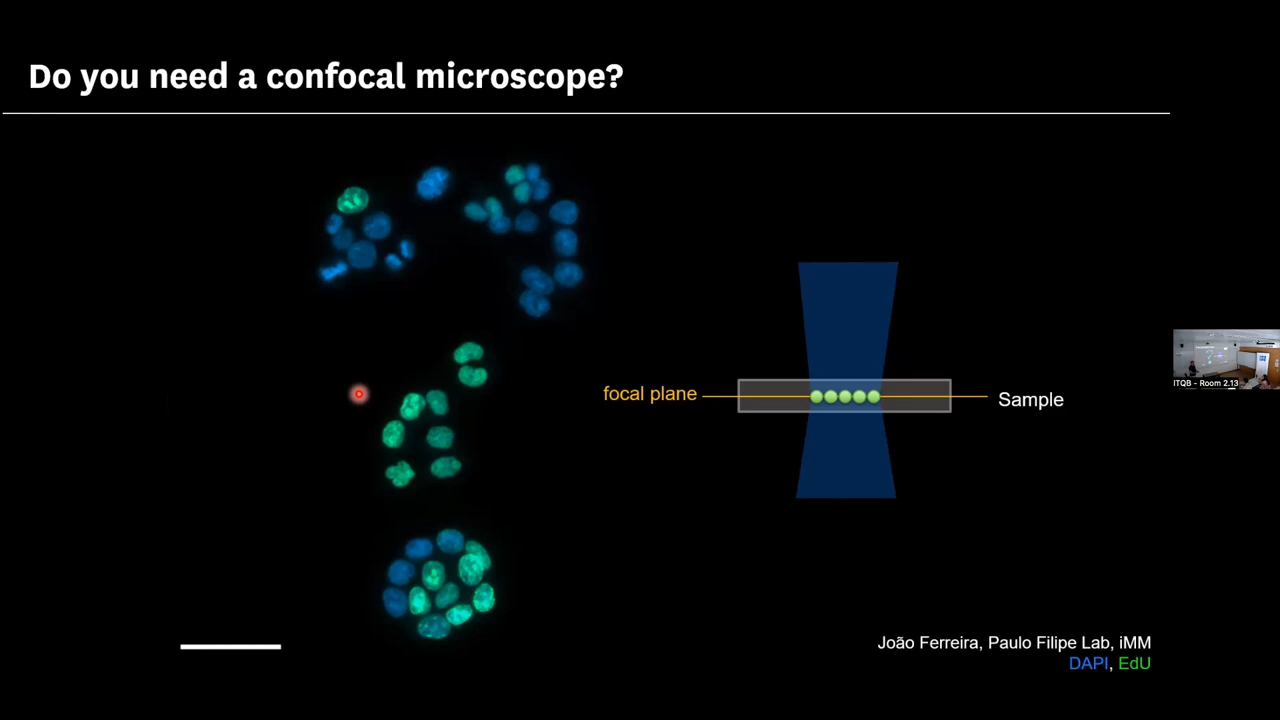 Do you need a confocal microscope?
focal plane
Sample
ITQB - Room 2.13
João Ferreira, Paulo Filipe Lab, iMM
DAPI, EdU